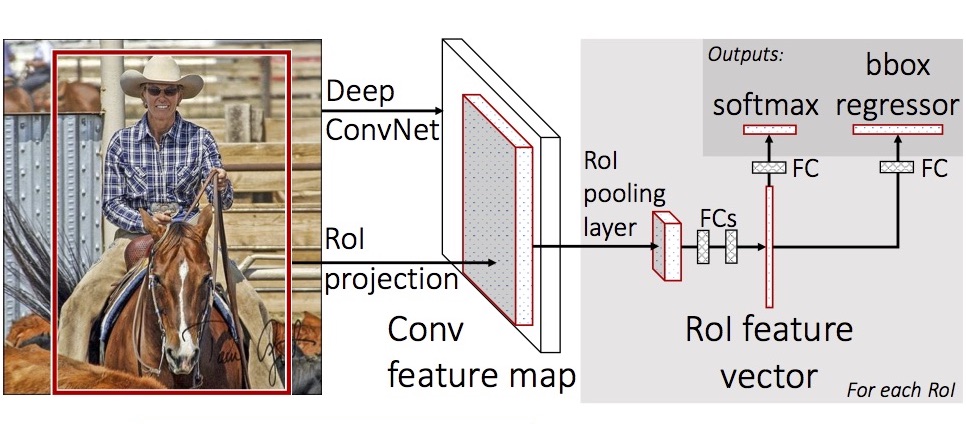 Deep
ConvNet
RoI
projection
Conv
feature map
RoI
pooling
layer
FCs
RoI feature
vector
Outputs:
softmax
bbox
regressor
FC
FC
For each RoI